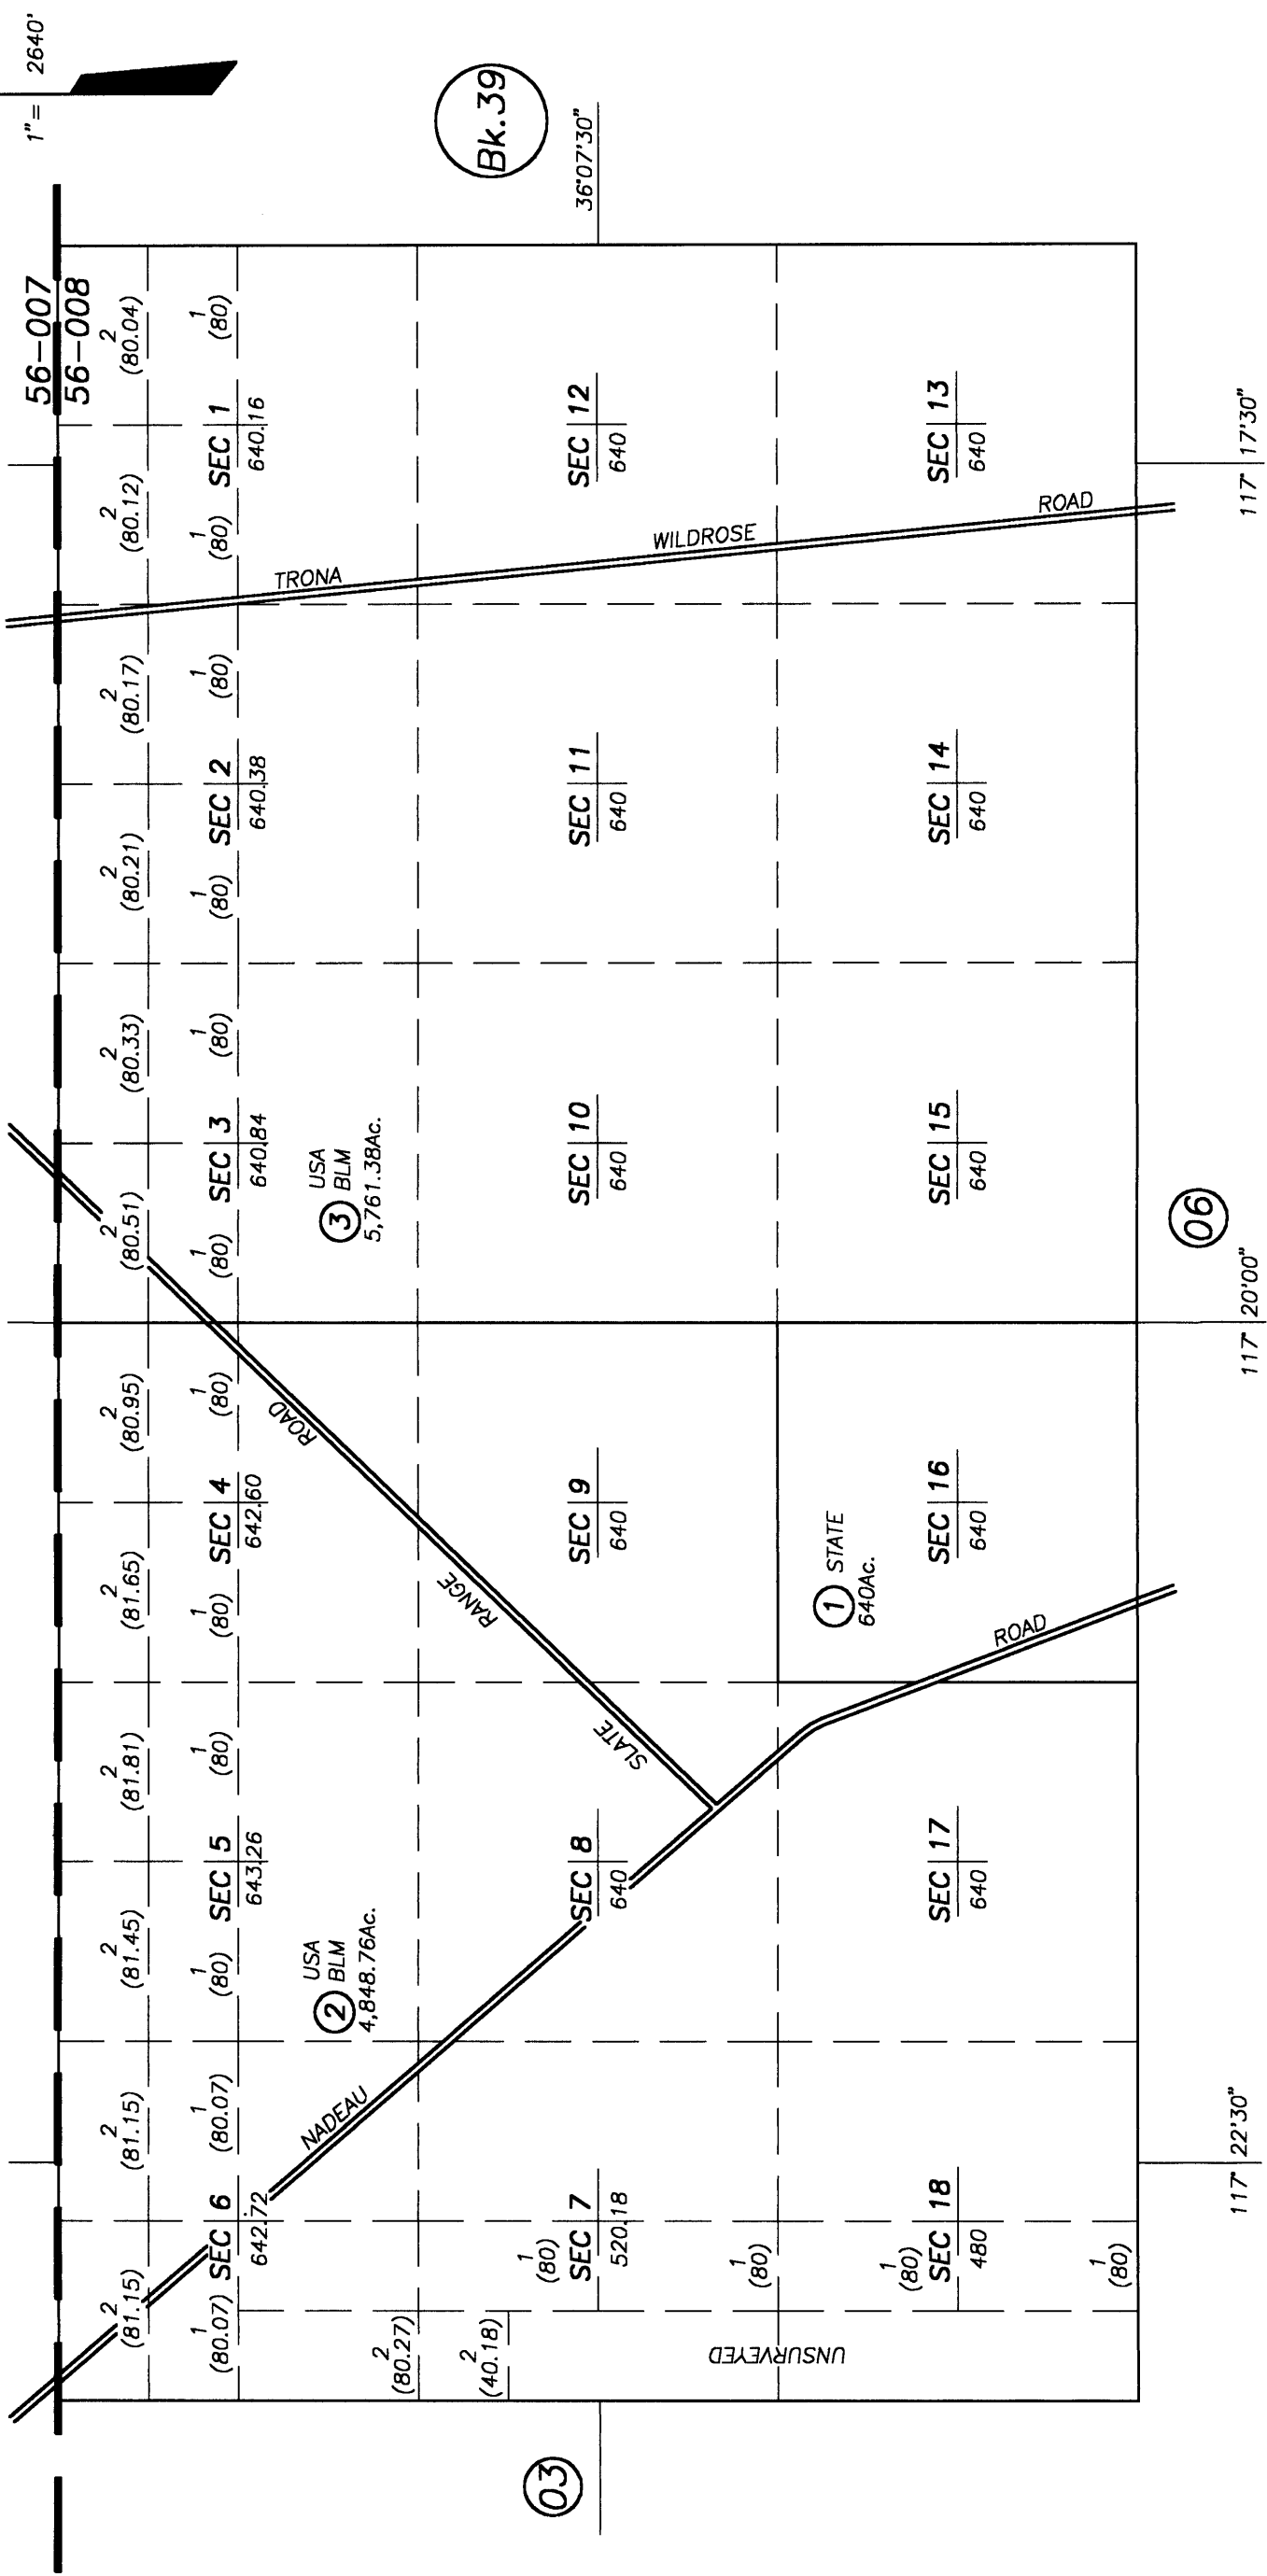 1"= 2640'
56-007
56-008
Bk.39
36°07'30"
2 (81.15)
2 (81.15)
2 (81.45)
2 (81.81)
2 (81.65)
2 (80.95)
2 (80.51)
2 (80.33)
2 (80.21)
2 (80.17)
2 (80.12)
2 (80.04)
1 (80.07)
1 (80.07)
1 (80)
1 (80)
1 (80)
1 (80)
1 (80)
1 (80)
1 (80)
1 (80)
1 (80)
1 (80)
SEC 6
642.72
SEC 5
643.26
SEC 4
642.60
SEC 3
640.84
SEC 2
640.38
SEC 1
640.16
NADEAU
2 USA
BLM
4,848.76Ac.
ROAD
3 USA
BLM
5,761.38Ac.
TRONA
2 (80.27)
2 (40.18)
1 (80)
SEC 7
520.18
SEC 8
640
RANGE
SLATE
SEC 9
640
SEC 10
640
SEC 11
640
SEC 12
640
WILDROSE
UNSURVEYED
1 (80)
1 (80)
SEC 18
480
1 (80)
SEC 17
640
1 STATE
640Ac.
SEC 16
640
ROAD
SEC 15
640
SEC 14
640
SEC 13
640
ROAD
03
06
117° 22'30"
117° 20'00"
117° 17'30"